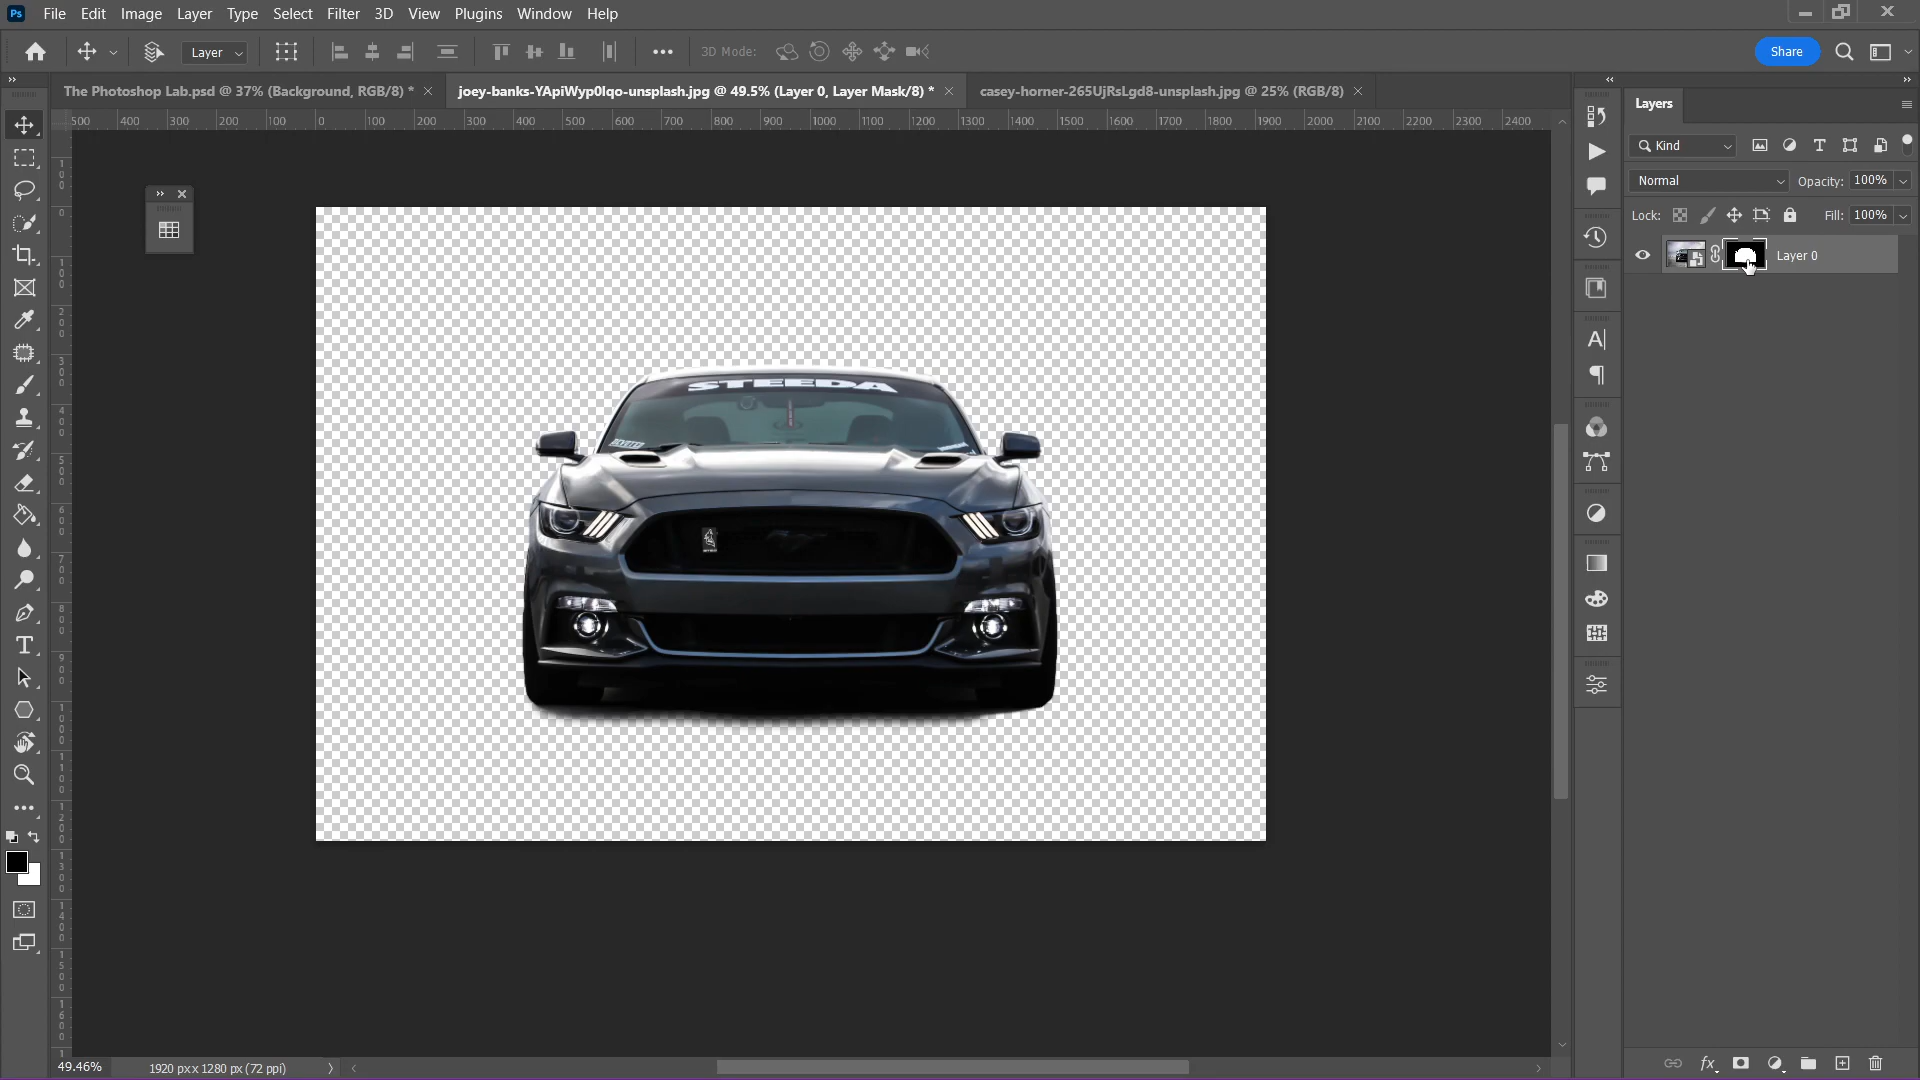 Ps File Edit Image Layer Type Select Filter 3D View Plugins Window Help
Layer ••• 3D Mode: Share
The Photoshop Lab.psd @ 37% (Background, RGB/8) * × joey-banks-YApiWyp0lqo-unsplash.jpg @ 49.5% (Layer 0, Layer Mask/8) * × casey-horner-265UjRsLgd8-unsplash.jpg @ 25% (RGB/8) ×
500 400 300 200 100 0 100 200 300 400 500 600 700 800 900 1000 1100 1200 1300 1400 1500 1600 1700 1800 1900 2000 2100 2200 2300 2400
Layers
Kind
Normal Opacity: 100%
Lock: Fill: 100%
Layer 0
STEEDA
49.46% 1920 px x 1280 px (72 ppi)